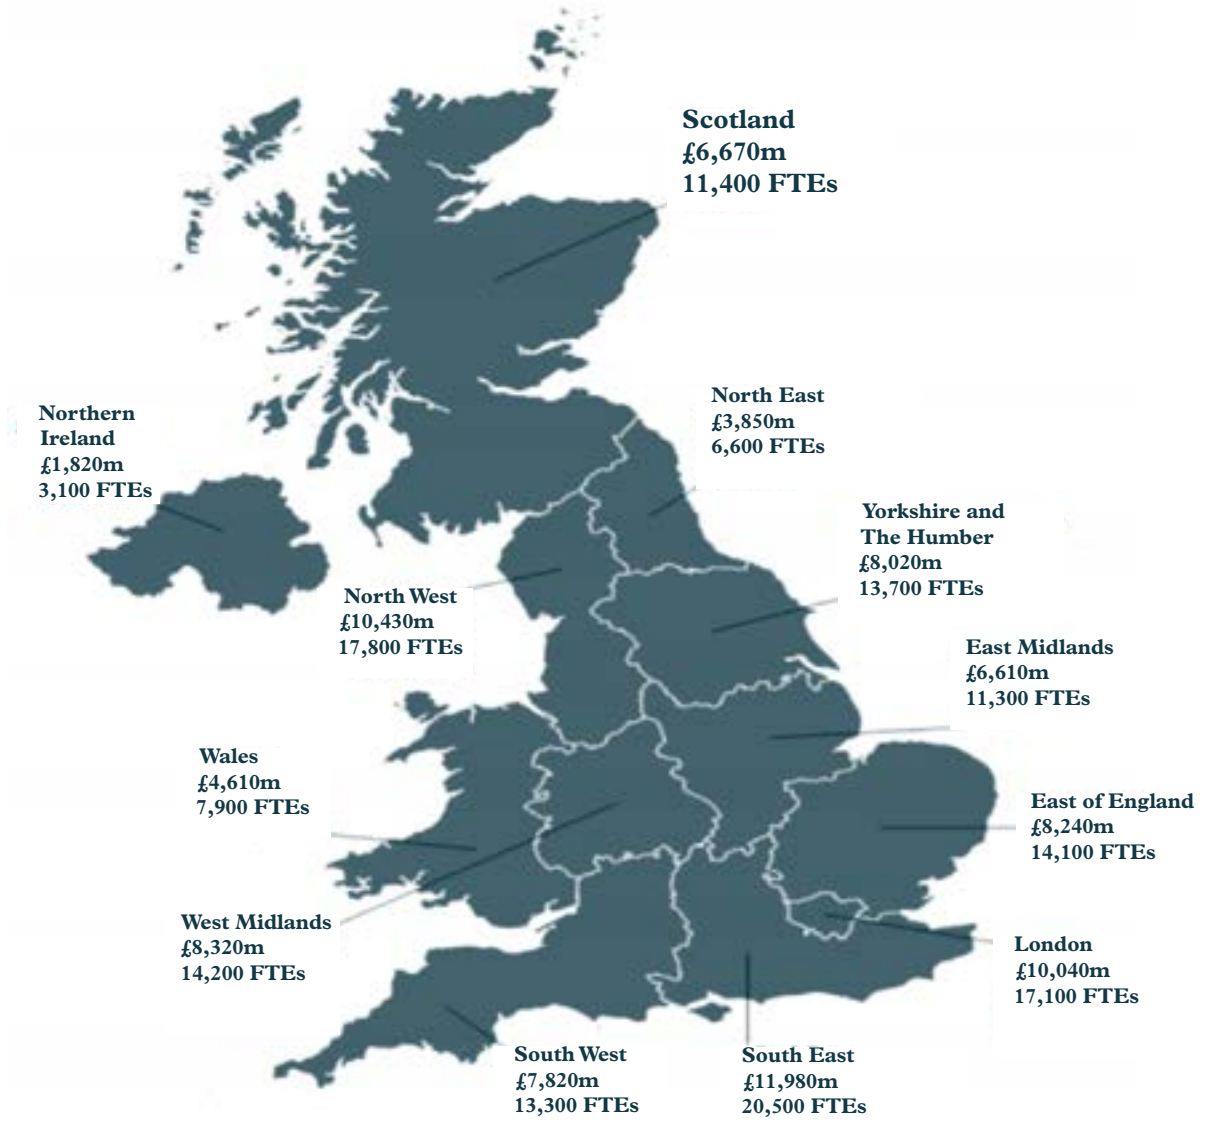 Scotland
£6,670m
11,400 FTEs
North East
£3,850m
6,600 FTEs
Northern
Ireland
£1,820m
3,100 FTEs
Yorkshire and
The Humber
£8,020m
13,700 FTEs
North West
£10,430m
17,800 FTEs
East Midlands
£6,610m
11,300 FTEs
Wales
£4,610m
7,900 FTEs
East of England
£8,240m
14,100 FTEs
West Midlands
£8,320m
14,200 FTEs
London
£10,040m
17,100 FTEs
South West
£7,820m
13,300 FTEs
South East
£11,980m
20,500 FTEs